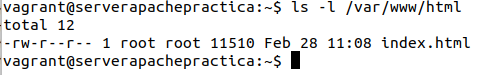 vagrant@serverapachepractica:~$ ls -l /var/www/html
total 12
-rw-r--r-- 1 root root 11510 Feb 28 11:08 index.html
vagrant@serverapachepractica:~$